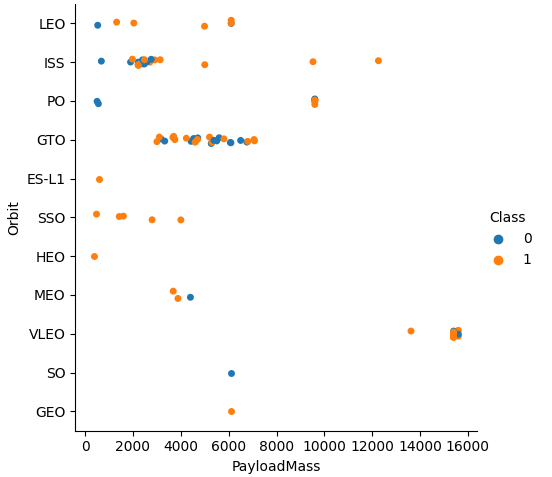 LEO
ISS
PO
GTO
ES-L1
SSO
HEO
MEO
VLEO
SO
GEO
Orbit
0 2000 4000 6000 8000 10000 12000 14000 16000
PayloadMass
Class
0
1